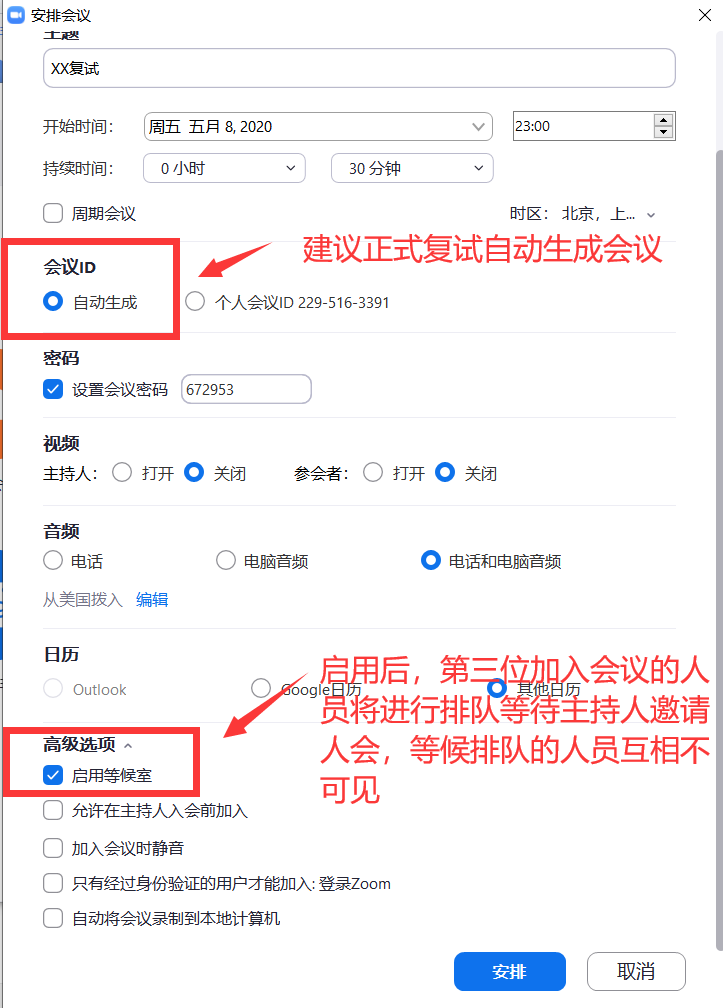 安排会议
主题
XX复试
开始时间： 周五 五月 8, 2020 23:00
持续时间： 0 小时 30 分钟
周期会议 时区： 北京，上...
建议正式复试自动生成会议
会议ID
自动生成 个人会议ID 229-516-3391
密码
设置会议密码 672953
视频
主持人： 打开 关闭 参会者： 打开 关闭
音频
电话 电脑音频 电话和电脑音频
从美国拨入 编辑
日历
Outlook Google日历 其他日历
启用后，第三位加入会议的人
员将进行排队等待主持人邀请
人会，等候排队的人员互相不
可见
高级选项
启用等候室
允许在主持人入会前加入
加入会议时静音
只有经过身份验证的用户才能加入: 登录Zoom
自动将会议录制到本地计算机
安排 取消